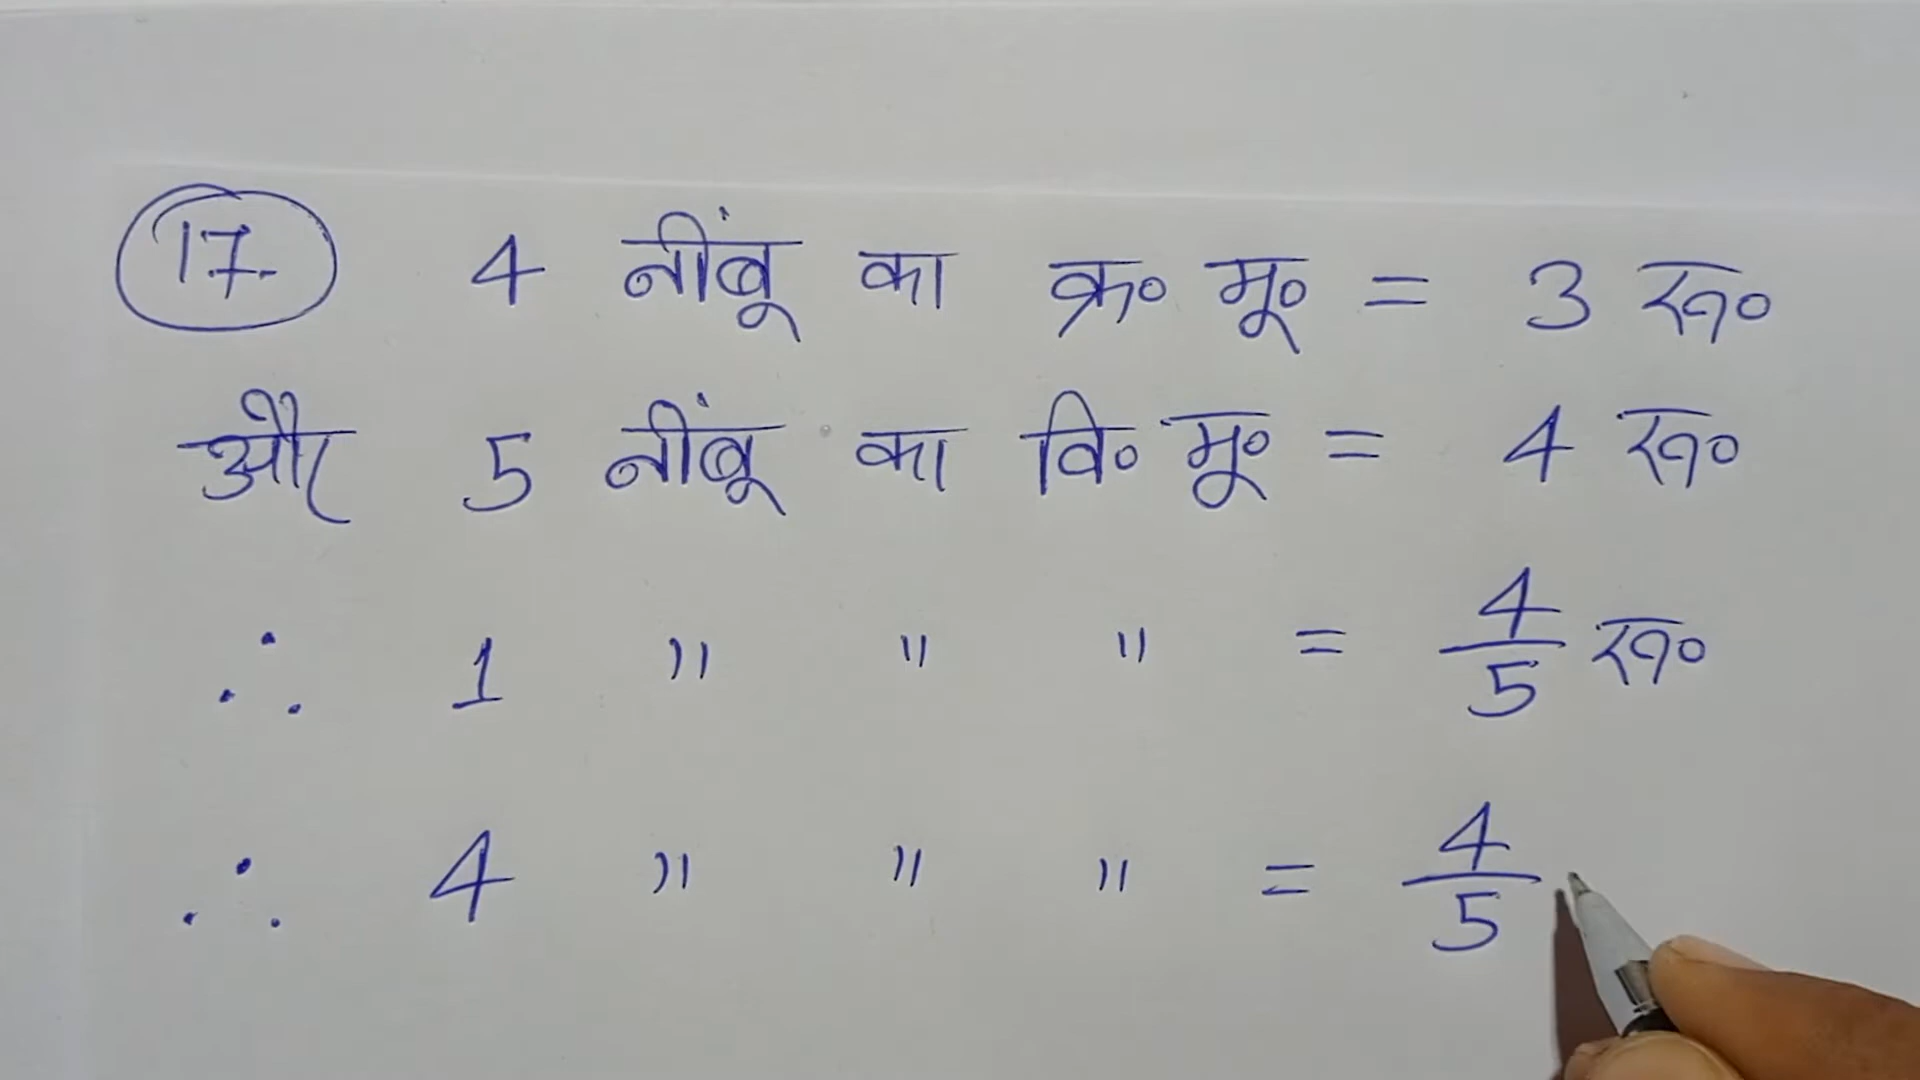 17. 4 नींबू का क्र० मू० = 3 रू०
और 5 नींबू का वि० मू० = 4 रू०
∴ 1 " " " = 4/5 रू०
∴ 4 " " " = 4/5